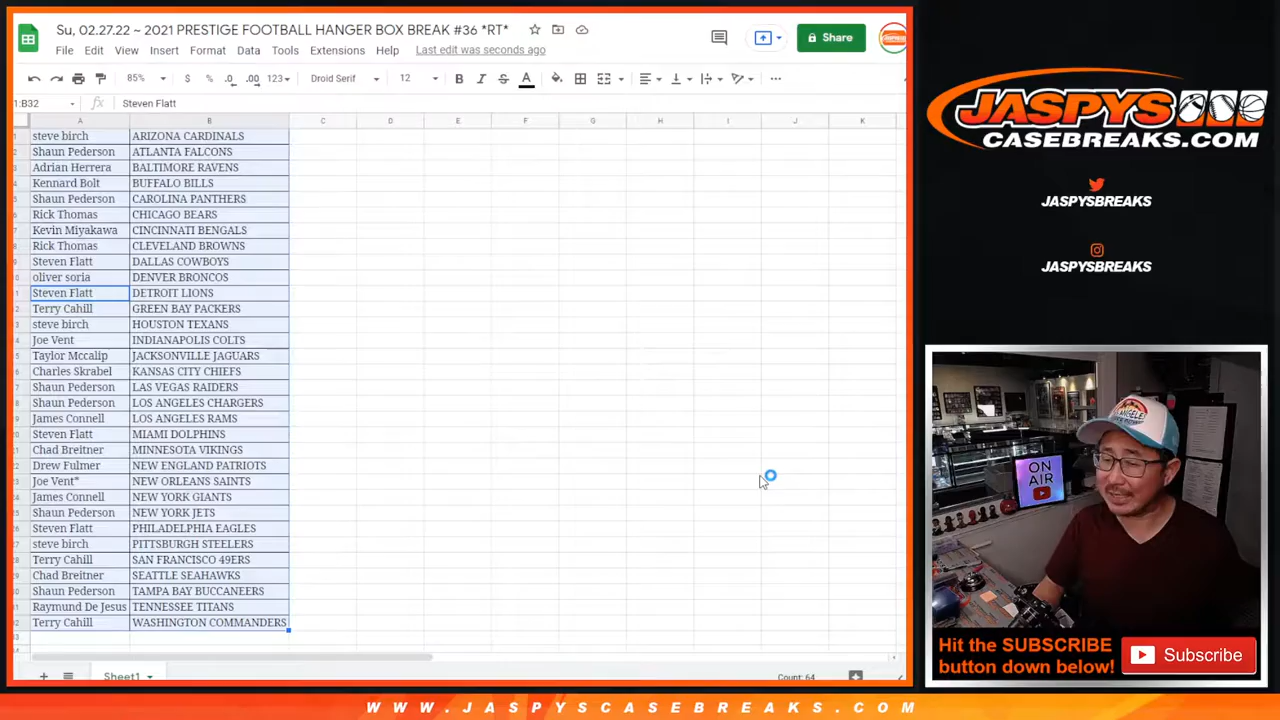 Su, 02.27.22 ~ 2021 PRESTIGE FOOTBALL HANGER BOX BREAK #36 *RT*
File Edit View Insert Format Data Tools Extensions Help Last edit was seconds ago
Share
85% $ % .0 .00 123 Droid Serif 12 B I S A
1:B32 fx Steven Flatt
A B C D E F G H I J K
steve birch ARIZONA CARDINALS
Shaun Pederson ATLANTA FALCONS
Adrian Herrera BALTIMORE RAVENS
Kennard Bolt BUFFALO BILLS
Shaun Pederson CAROLINA PANTHERS
Rick Thomas CHICAGO BEARS
Kevin Miyakawa CINCINNATI BENGALS
Rick Thomas CLEVELAND BROWNS
Steven Flatt DALLAS COWBOYS
oliver soria DENVER BRONCOS
Steven Flatt DETROIT LIONS
Terry Cahill GREEN BAY PACKERS
steve birch HOUSTON TEXANS
Joe Vent INDIANAPOLIS COLTS
Taylor Mccalip JACKSONVILLE JAGUARS
Charles Skrabel KANSAS CITY CHIEFS
Shaun Pederson LAS VEGAS RAIDERS
Shaun Pederson LOS ANGELES CHARGERS
James Connell LOS ANGELES RAMS
Steven Flatt MIAMI DOLPHINS
Chad Breitner MINNESOTA VIKINGS
Drew Fulmer NEW ENGLAND PATRIOTS
Joe Vent* NEW ORLEANS SAINTS
James Connell NEW YORK GIANTS
Shaun Pederson NEW YORK JETS
Steven Flatt PHILADELPHIA EAGLES
steve birch PITTSBURGH STEELERS
Terry Cahill SAN FRANCISCO 49ERS
Chad Breitner SEATTLE SEAHAWKS
Shaun Pederson TAMPA BAY BUCCANEERS
Raymund De Jesus TENNESSEE TITANS
Terry Cahill WASHINGTON COMMANDERS
Sheet1
Count: 64
JASPYS
CASEBREAKS.COM
JASPYSBREAKS
JASPYSBREAKS
ON
AIR
Hit the SUBSCRIBE
button down below!
Subscribe
WWW.JASPYSCASEBREAKS.COM